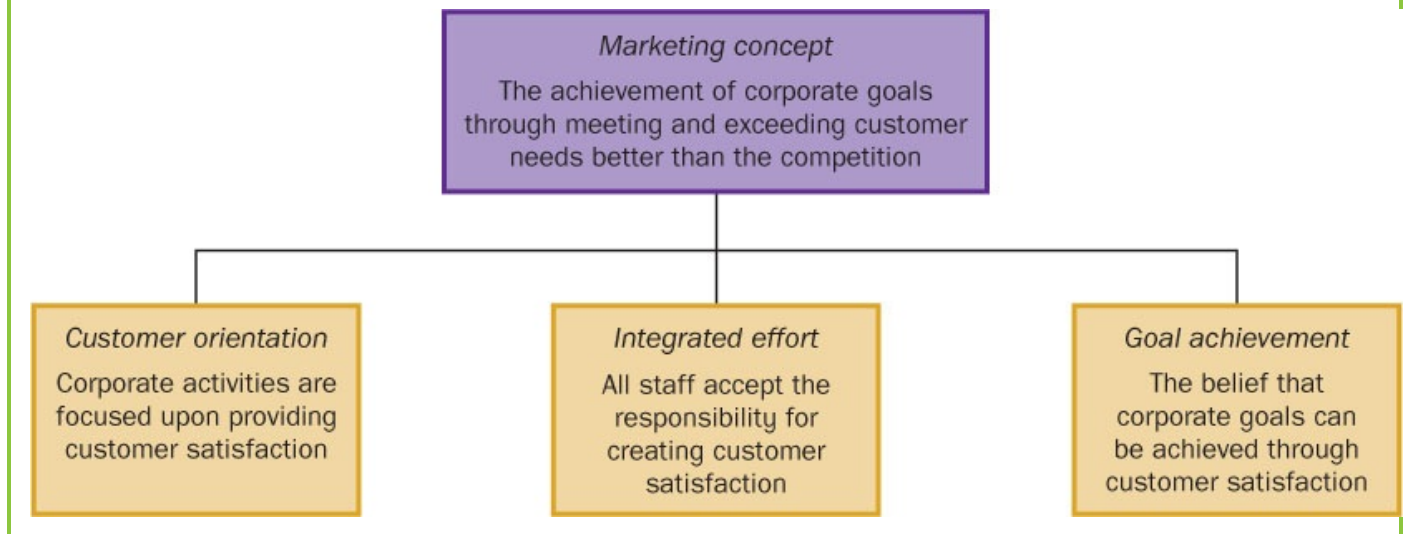 Marketing concept
The achievement of corporate goals
through meeting and exceeding customer
needs better than the competition
Customer orientation
Corporate activities are
focused upon providing
customer satisfaction
Integrated effort
All staff accept the
responsibility for
creating customer
satisfaction
Goal achievement
The belief that
corporate goals can
be achieved through
customer satisfaction